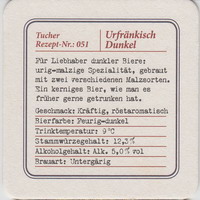 Tucher
Rezept-Nr.: 051
Urfränkisch
Dunkel
Für Liebhaber dunkler Biere:
urig-malzige Spezialität, gebraut
mit zwei verschiedenen Malzsorten.
Ein kerniges Bier, wie man es
früher gerne getrunken hat.
Geschmack: Kräftig, röstaromatisch
Bierfarbe: Feurig-dunkel
Trinktemperatur: 9°C
Stammwürzegehalt: 12,3%
Alkoholgehalt: Alk. 5,0% vol
Brauart: Untergärig